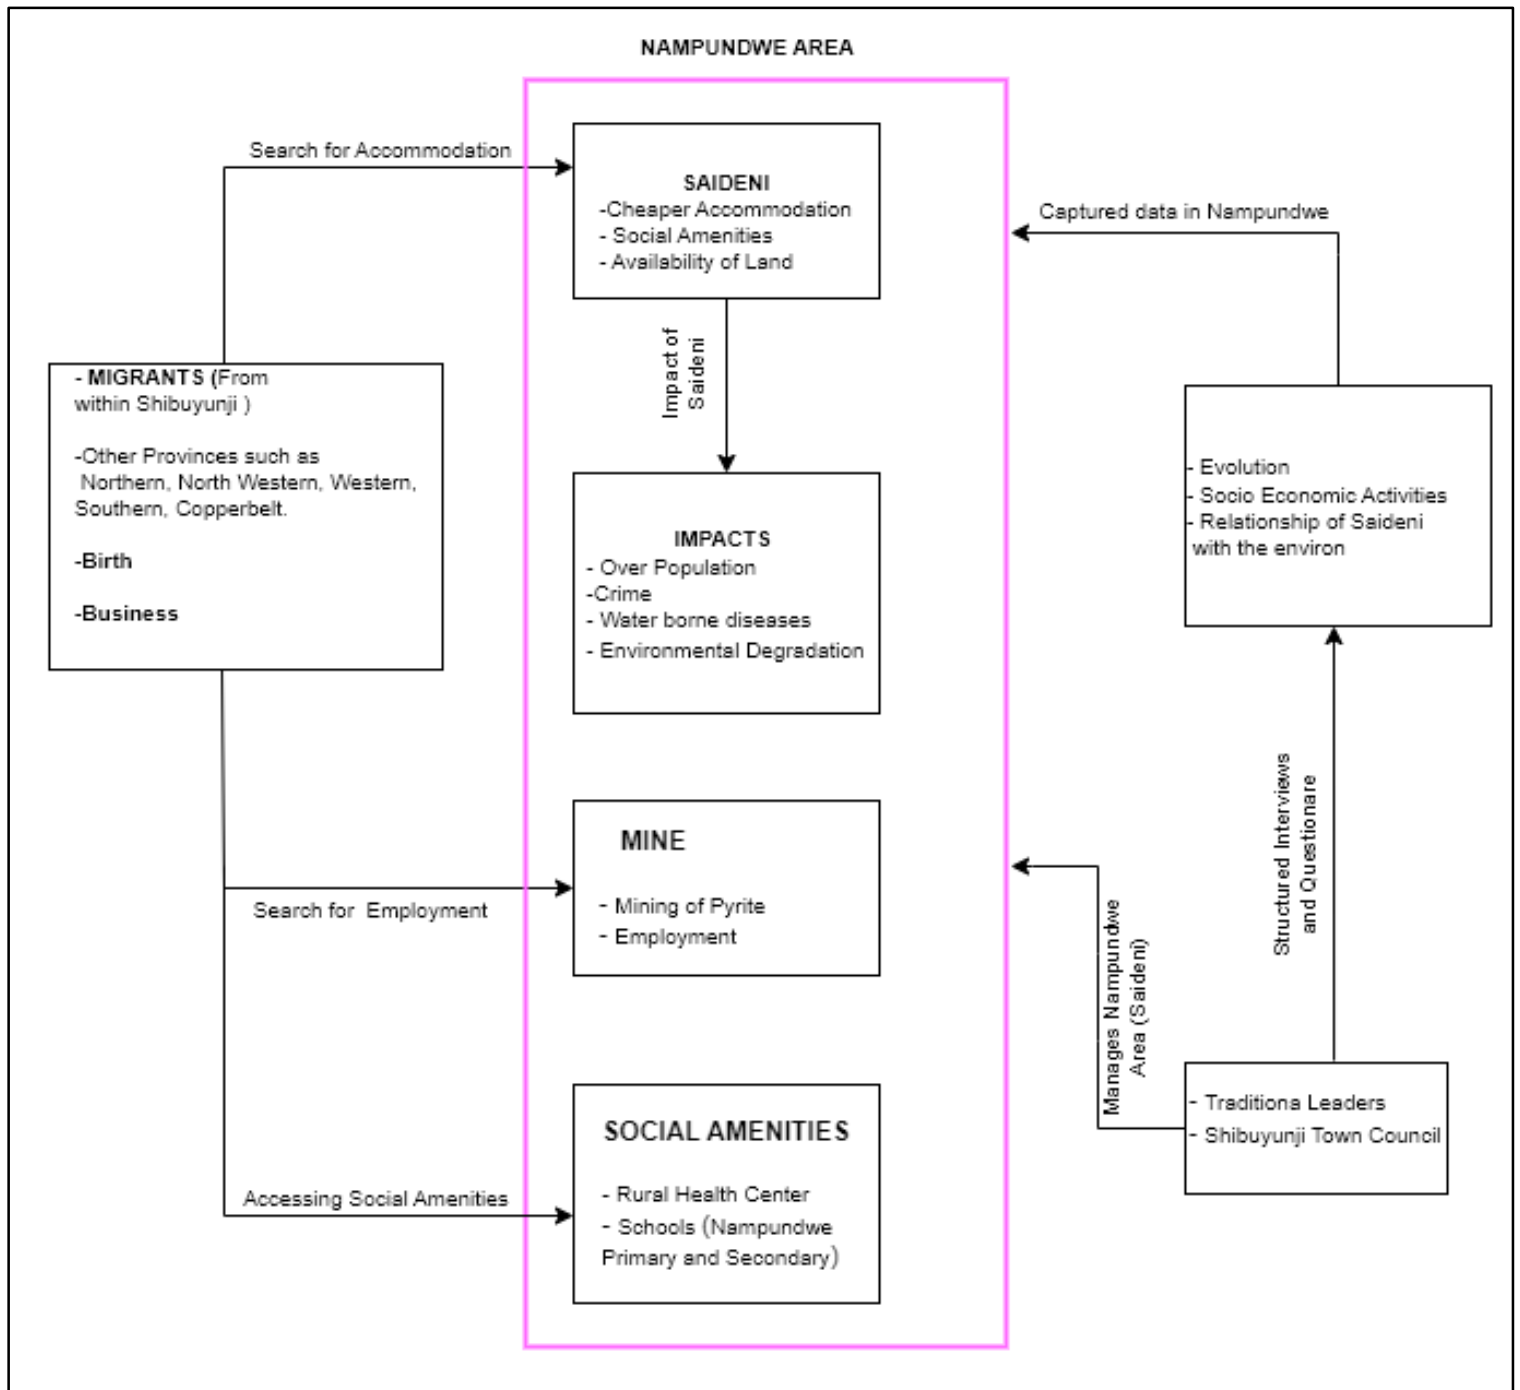 NAMPUNDWE AREA
Search for Accommodation
SAIDENI
-Cheaper Accommodation
- Social Amenities
- Availability of Land
Captured data in Nampundwe
Impact of
Saideni
- MIGRANTS (From
within Shibuyunji )
-Other Provinces such as
Northern, North Western, Western,
Southern, Copperbelt.
-Birth
-Business
- Evolution
- Socio Economic Activities
- Relationship of Saideni
with the environ
IMPACTS
- Over Population
-Crime
- Water borne diseases
- Environmental Degradation
Structured Interviews
and Questionare
MINE
- Mining of Pyrite
- Employment
Search for Employment
Manages Nampundwe
Area (Saideni)
- Traditiona Leaders
- Shibuyunji Town Council
SOCIAL AMENITIES
- Rural Health Center
- Schools (Nampundwe
Primary and Secondary)
Accessing Social Amenities